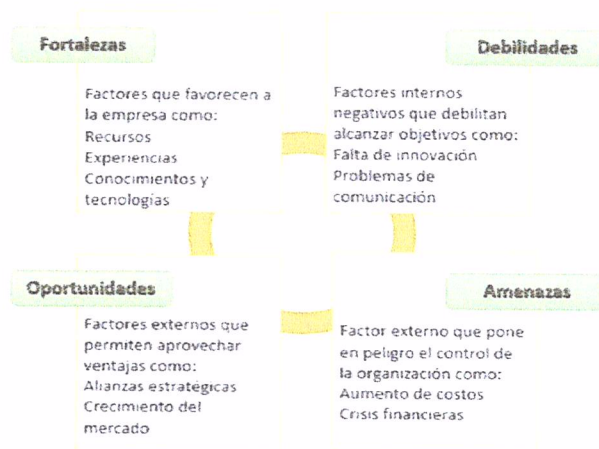 Fortalezas
Factores que favorecen a
la empresa como:
Recursos
Experiencias
Conocimientos y
tecnologías
Debilidades
Factores internos
negativos que debilitan
alcanzar objetivos como:
Falta de innovación
Problemas de
comunicación
Oportunidades
Factores externos que
permiten aprovechar
ventajas como:
Alianzas estratégicas
Crecimiento del
mercado
Amenazas
Factor externo que pone
en peligro el control de
la organización como:
Aumento de costos
Crisis financieras